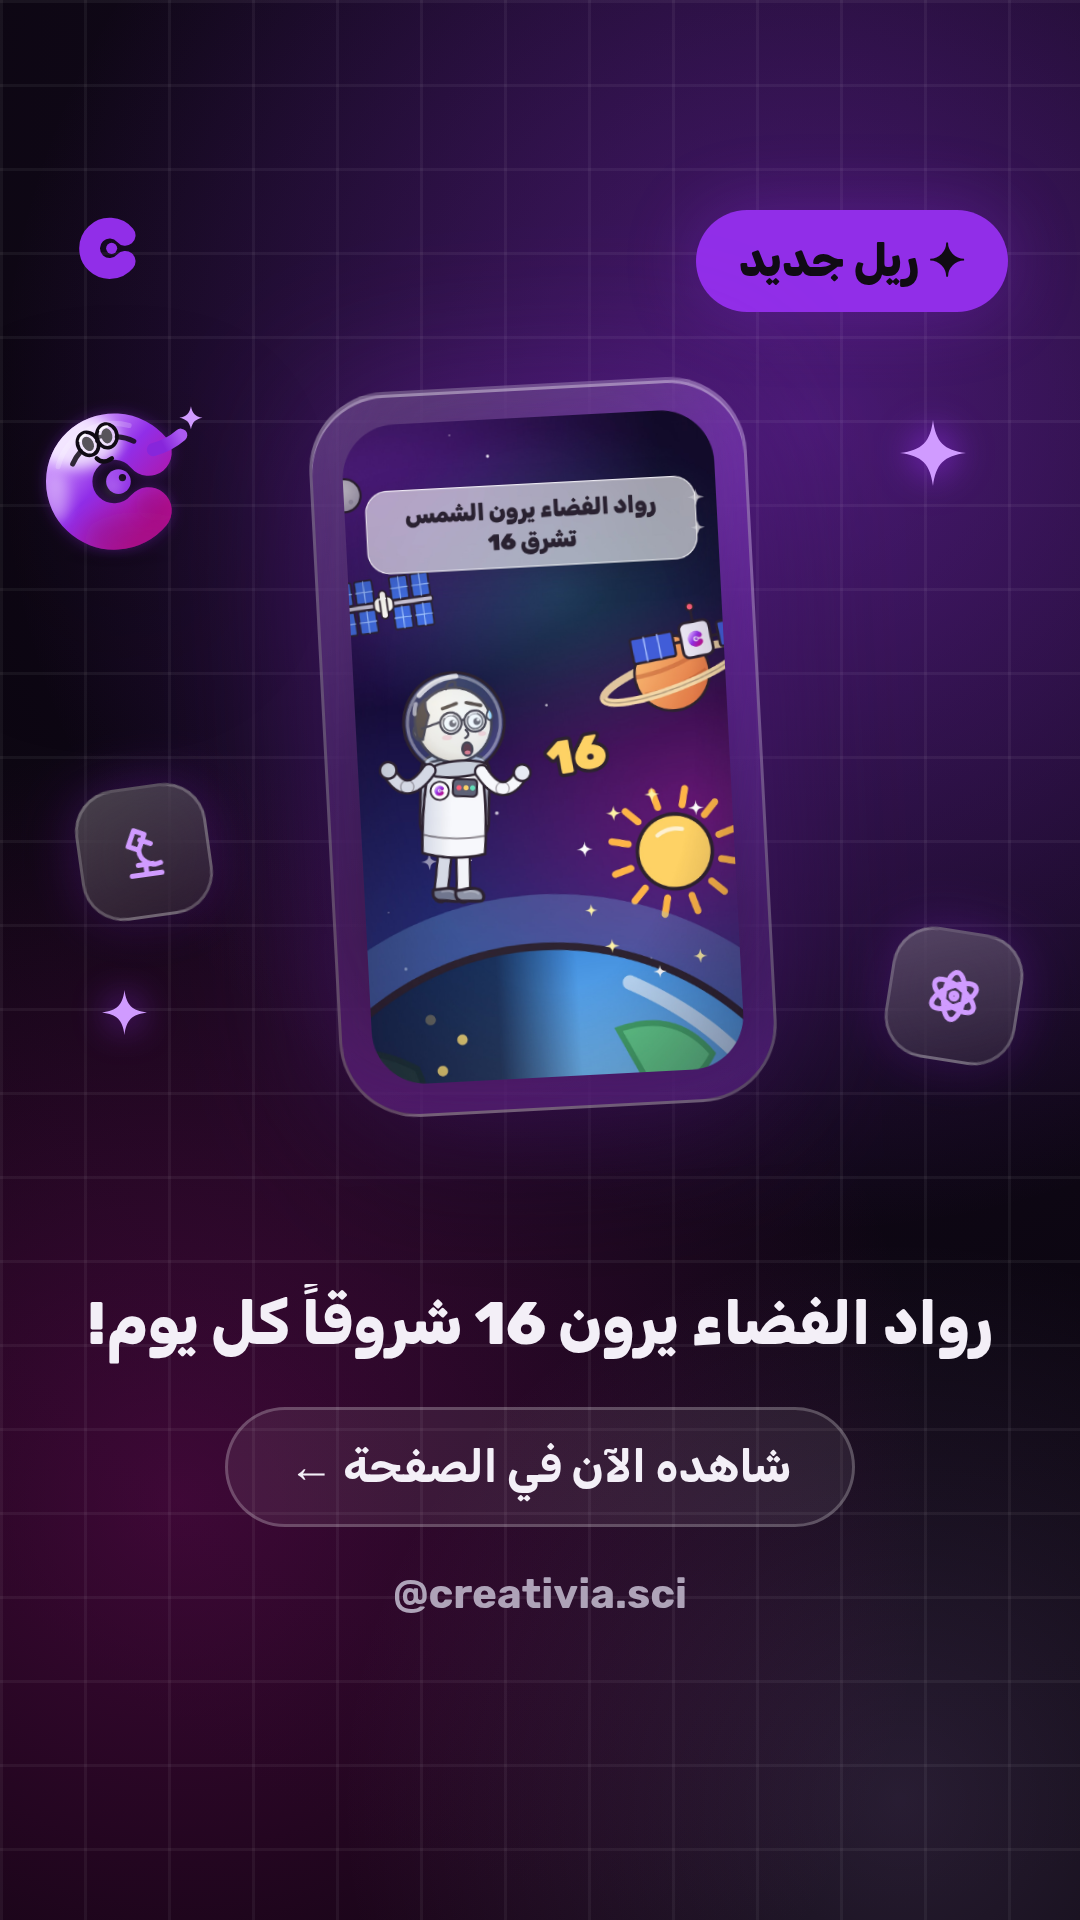 ريل جديد ✦
رواد الفضاء يرون الشمس
تشرق 16
16
رواد الفضاء يرون 16 شروقاً كل يوم!
شاهده الآن في الصفحة ←
@creativia.sci